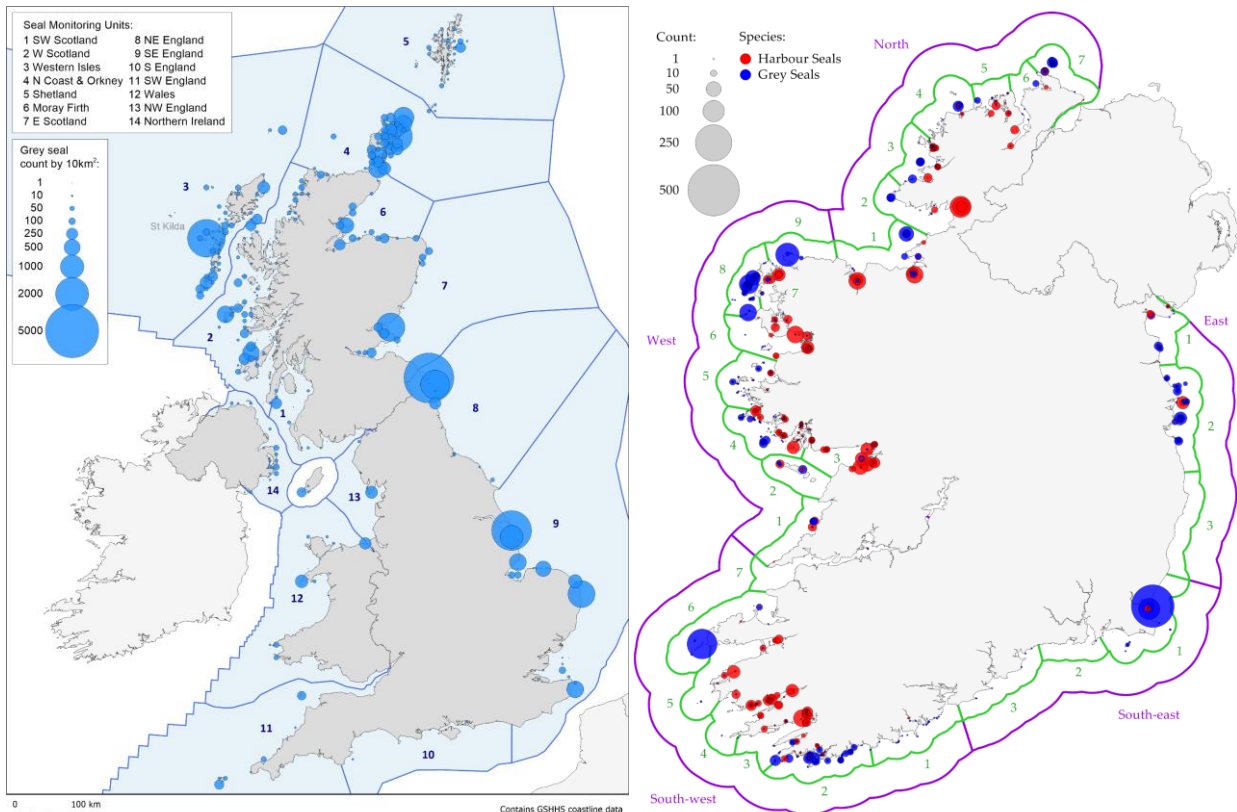 Seal Monitoring Units:
1 SW Scotland 8 NE England
2 W Scotland 9 SE England
3 Western Isles 10 S England
4 N Coast & Orkney 11 SW England
5 Shetland 12 Wales
6 Moray Firth 13 NW England
7 E Scotland 14 Northern Ireland
Grey seal
count by 10km²:
1
10
50
100
250
500
1000
2000
5000
5
4
3
St Kilda
6
7
2
1
8
14
13
9
12
11
10
0 100 km
Contains GSHHS coastline data
Count:
1
10
50
100
250
500
Species:
Harbour Seals
Grey Seals
North
5
6
7
4
3
2
1
West
9
8
7
6
5
4
3
2
1
East
1
2
3
South-west
7
6
5
4
3
2
1
South-east
3
2
1